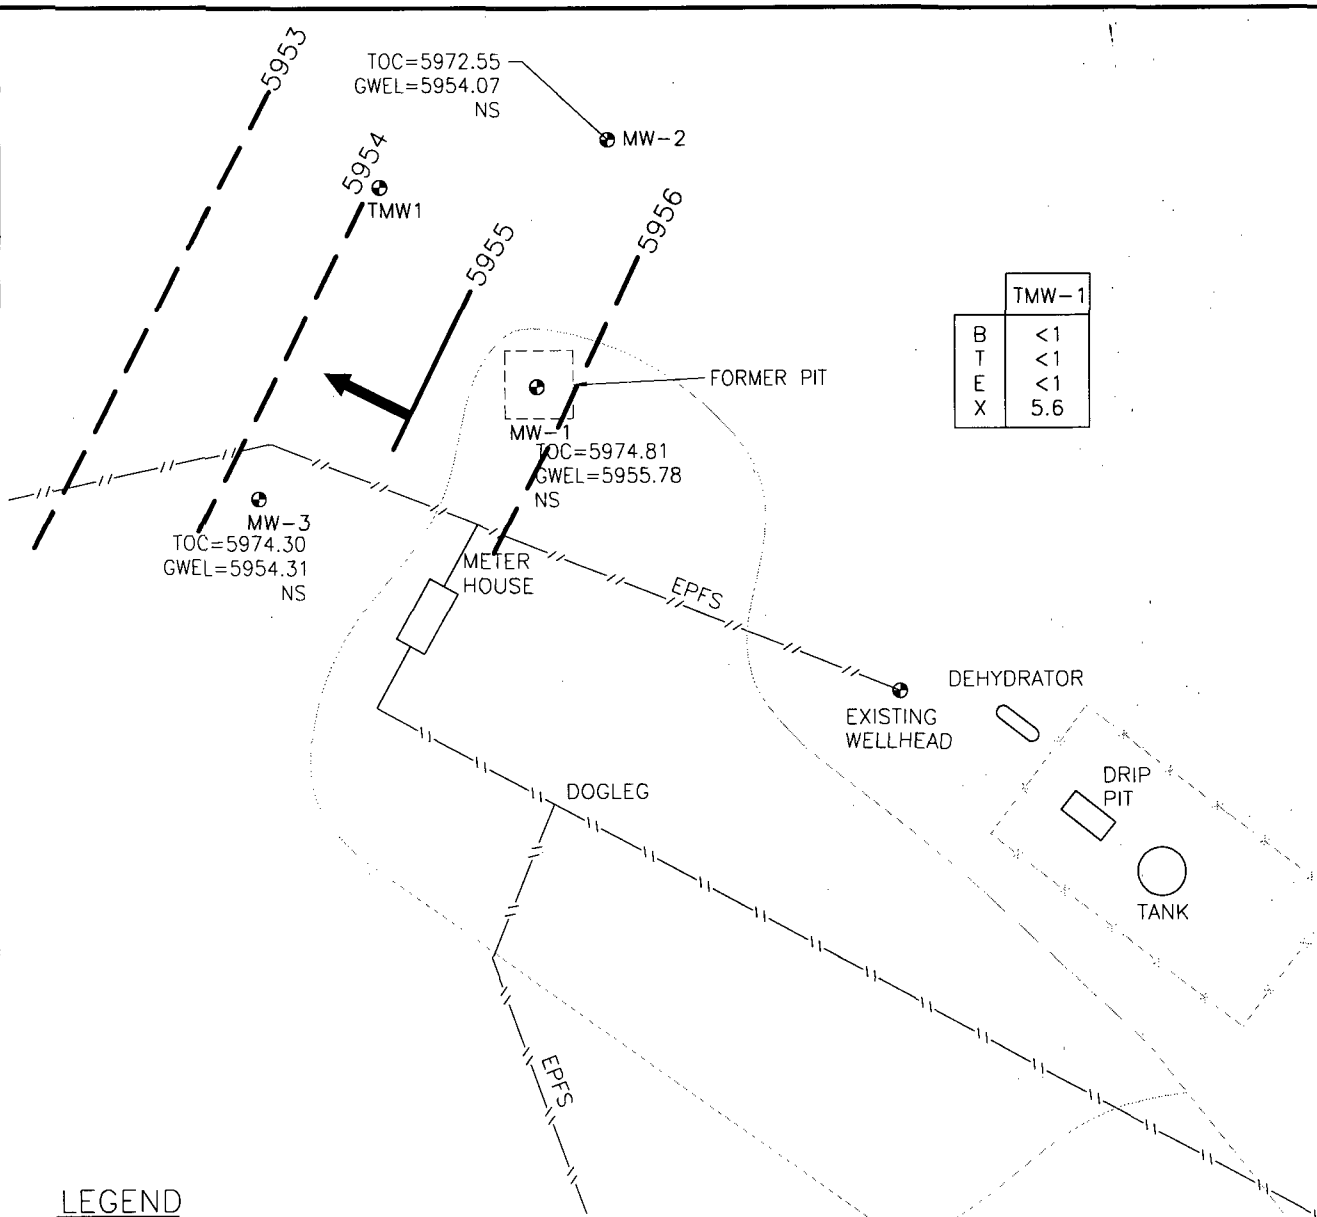 5953
TOC=5972.55
GWEL=5954.07
NS
MW-2
5954
TMW1
5955
5956
TMW-1
B <1
T <1
E <1
X 5.6
FORMER PIT
MW-1
TOC=5974.81
GWEL=5955.78
NS
MW-3
TOC=5974.30
GWEL=5954.31
NS
METER
HOUSE
EPFS
EXISTING
WELLHEAD
DEHYDRATOR
DRIP
PIT
TANK
DOGLEG
EPFS
LEGEND